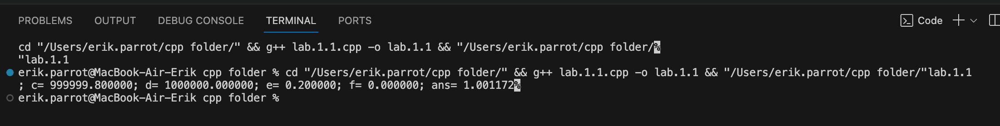 PROBLEMS OUTPUT DEBUG CONSOLE TERMINAL PORTS Code
cd "/Users/erik.parrot/cpp folder/" && g++ lab.1.1.cpp -o lab.1.1 && "/Users/erik.parrot/cpp folder/%
"lab.1.1
erik.parrot@MacBook-Air-Erik cpp folder % cd "/Users/erik.parrot/cpp folder/" && g++ lab.1.1.cpp -o lab.1.1 && "/Users/erik.parrot/cpp folder/"lab.1.1
; c= 999999.800000; d= 1000000.000000; e= 0.200000; f= 0.000000; ans= 1.001172%
erik.parrot@MacBook-Air-Erik cpp folder %